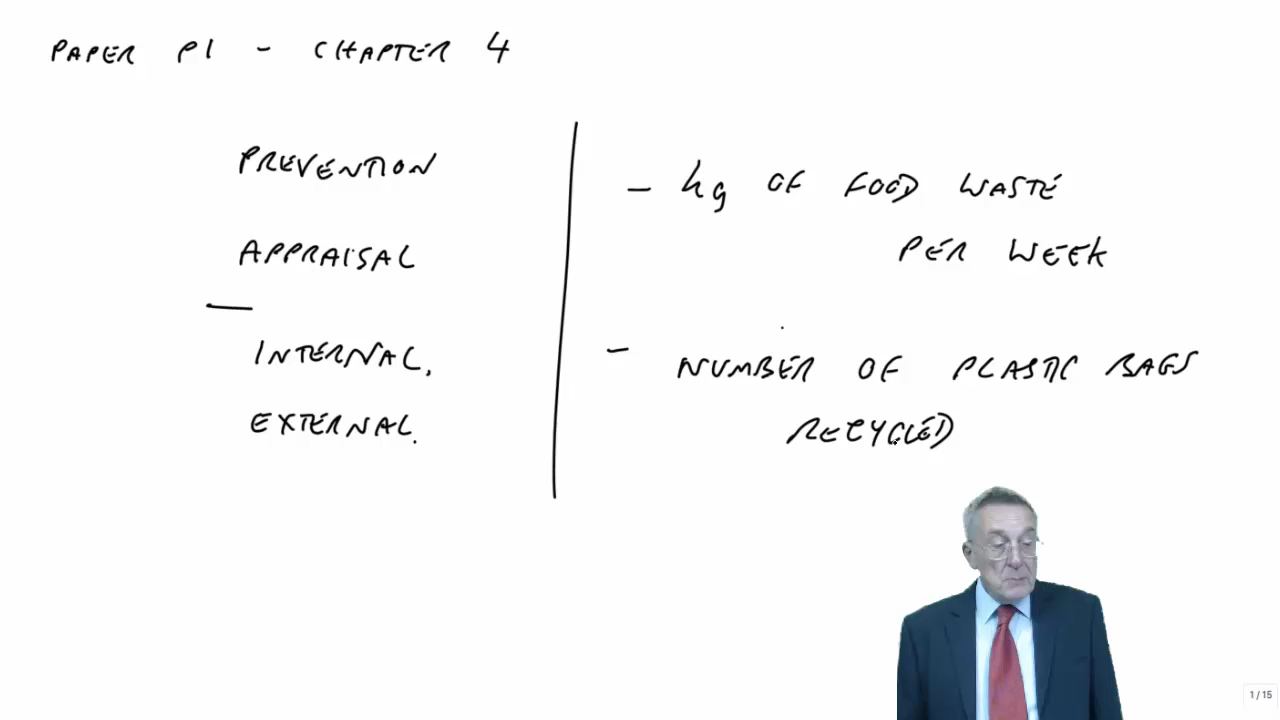 PAPER P1 - CHAPTER 4
PREVENTION
APPRAISAL
INTERNAL.
EXTERNAL.
- kg OF FOOD WASTE
PER WEEK
- NUMBER OF PLASTIC BAGS
RECYCLED
1 / 15